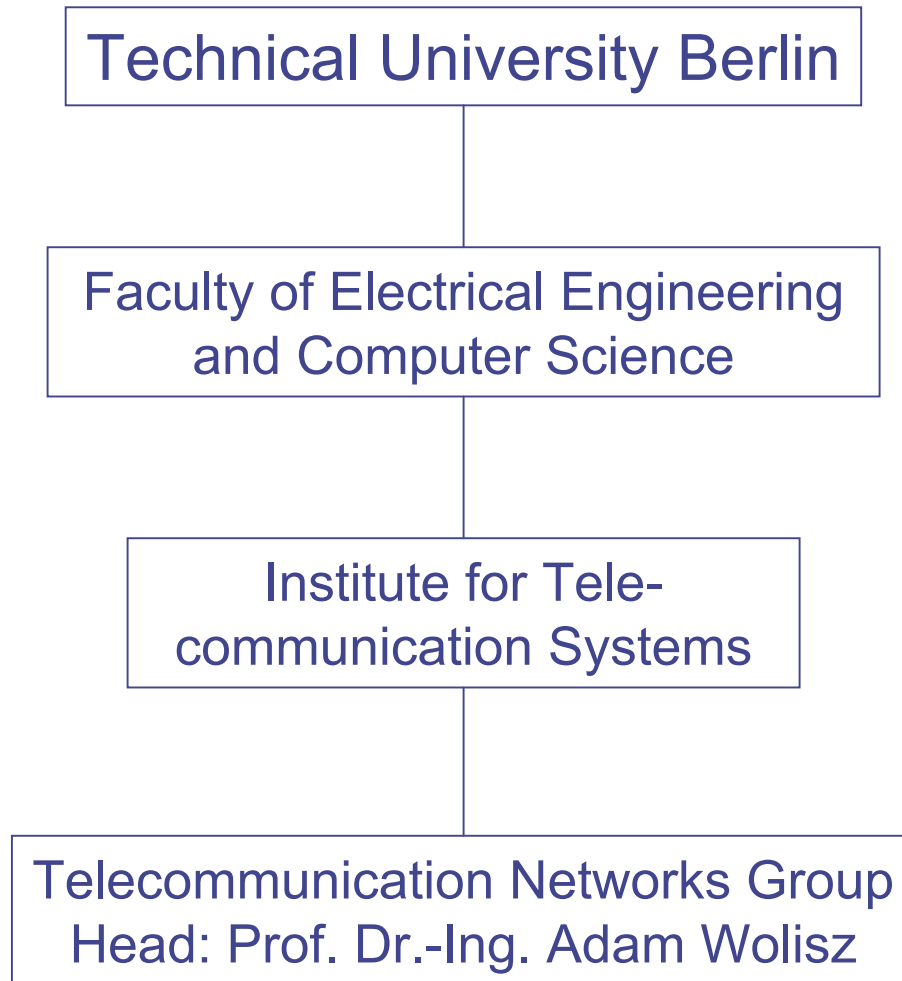 Technical University Berlin
Faculty of Electrical Engineering
and Computer Science
Institute for Tele-
communication Systems
Telecommunication Networks Group
Head: Prof. Dr.-Ing. Adam Wolisz